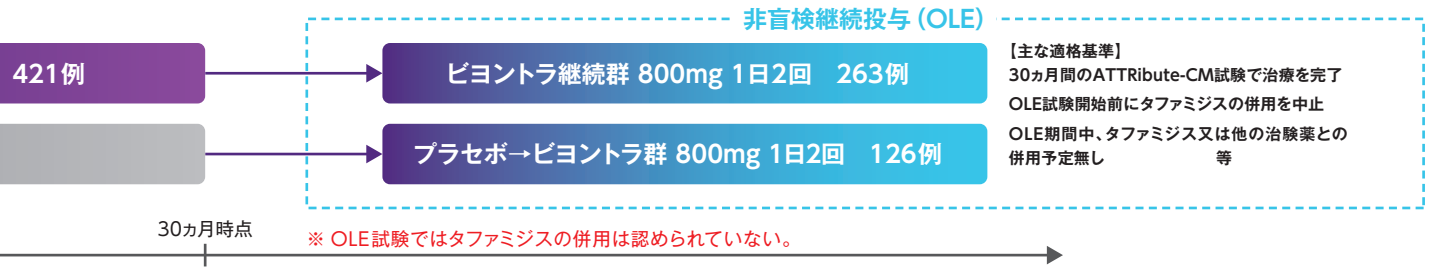 非盲検継続投与（OLE）
421例
ビヨントラ継続群 800mg 1日2回　263例
【主な適格基準】
30ヵ月間のATTRibute-CM試験で治療を完了
OLE試験開始前にタファミジスの併用を中止
OLE期間中、タファミジス又は他の治験薬との
併用予定無し　　　　　　等
プラセボ→ビヨントラ群 800mg 1日2回　126例
30ヵ月時点
※ OLE試験ではタファミジスの併用は認められていない。